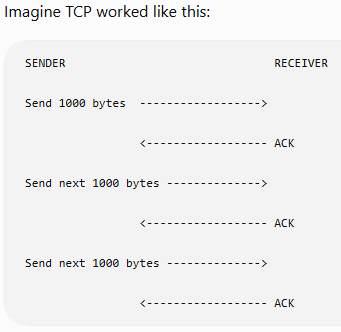 Imagine TCP worked like this:
SENDER                                RECEIVER
Send 1000 bytes  ------------------>
                 <------------------ ACK
Send next 1000 bytes -------------->
                 <------------------ ACK
Send next 1000 bytes -------------->
                 <------------------ ACK